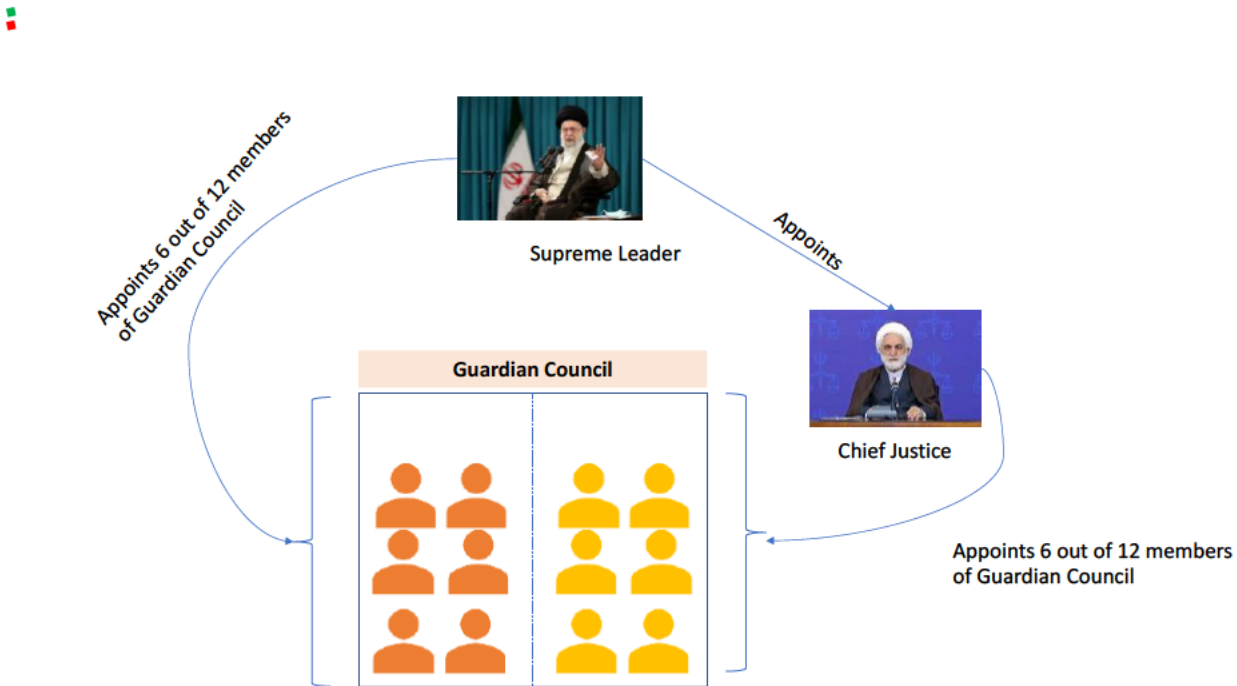 Appoints 6 out of 12 members
of Guardian Council
Supreme Leader
Appoints
Guardian Council
Chief Justice
Appoints 6 out of 12 members
of Guardian Council